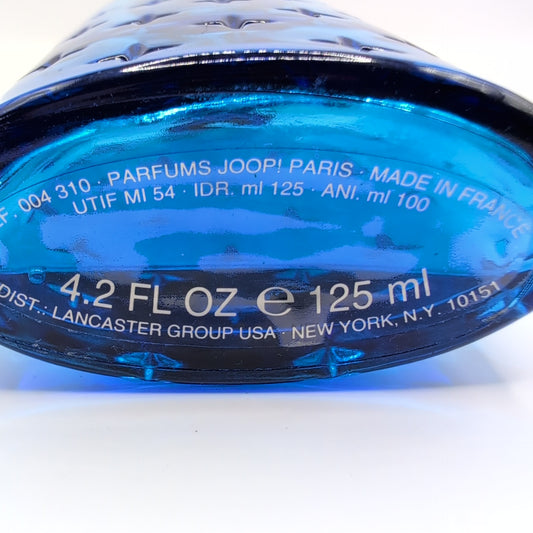 004 310 · PARFUMS JOOP! PARIS · MADE IN FRANCE
UTIF MI 54 · IDR. ml 125 · ANI. ml 100
4.2 FL OZ ℮ 125 ml
DIST.: LANCASTER GROUP USA · NEW YORK, N.Y. 10151